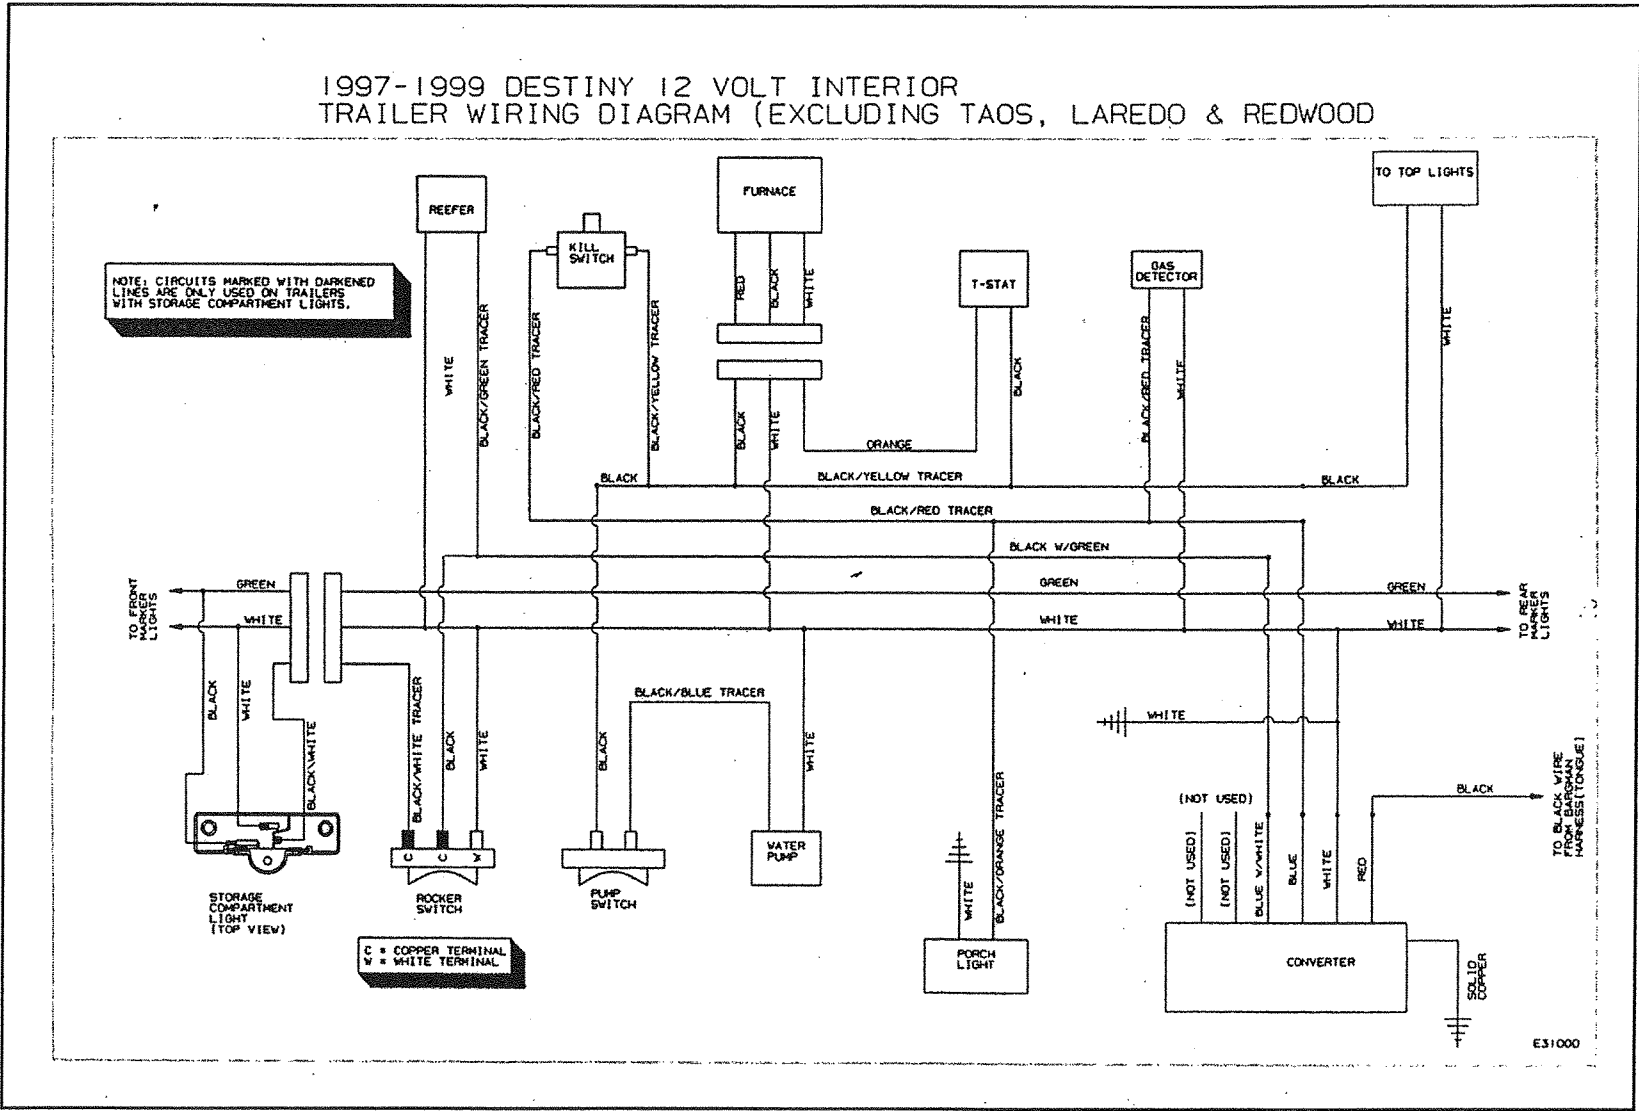 1997-1999 DESTINY 12 VOLT INTERIOR
TRAILER WIRING DIAGRAM (EXCLUDING TAOS, LAREDO & REDWOOD
TO TOP LIGHTS
FURNACE
REEFER
KILL
SWITCH
GAS
DETECTOR
T-STAT
NOTE: CIRCUITS MARKED WITH DARKENED
LINES ARE ONLY USED ON TRAILERS
WITH STORAGE COMPARTMENT LIGHTS.
RED
BLACK
WHITE
WHITE
BLACK/GREEN TRACER
BLACK/RED TRACER
BLACK/YELLOW TRACER
BLACK
WHITE
ORANGE
BLACK
BLACK/RED TRACER
WHITE
WHITE
BLACK
BLACK/YELLOW TRACER
BLACK
BLACK/RED TRACER
BLACK W/GREEN
TO FRONT
MARKER
LIGHTS
GREEN
GREEN
GREEN
WHITE
WHITE
WHITE
TO REAR
MARKER
LIGHTS
BLACK
WHITE
BLACK\WHITE
BLACK/WHITE TRACER
BLACK
WHITE
BLACK
BLACK/BLUE TRACER
WHITE
WHITE
BLACK/ORANGE TRACER
WHITE
BLACK
TO BLACK WIRE
FROM BARGMAN
HARNESS(TONGUE)
(NOT USED)
(NOT USED)
(NOT USED)
BLUE W/WHITE
BLUE
WHITE
RED
C
C
W
STORAGE
COMPARTMENT
LIGHT
(TOP VIEW)
ROCKER
SWITCH
PUMP
SWITCH
WATER
PUMP
PORCH
LIGHT
CONVERTER
SOLID
COPPER
C = COPPER TERMINAL
W = WHITE TERMINAL
E31000